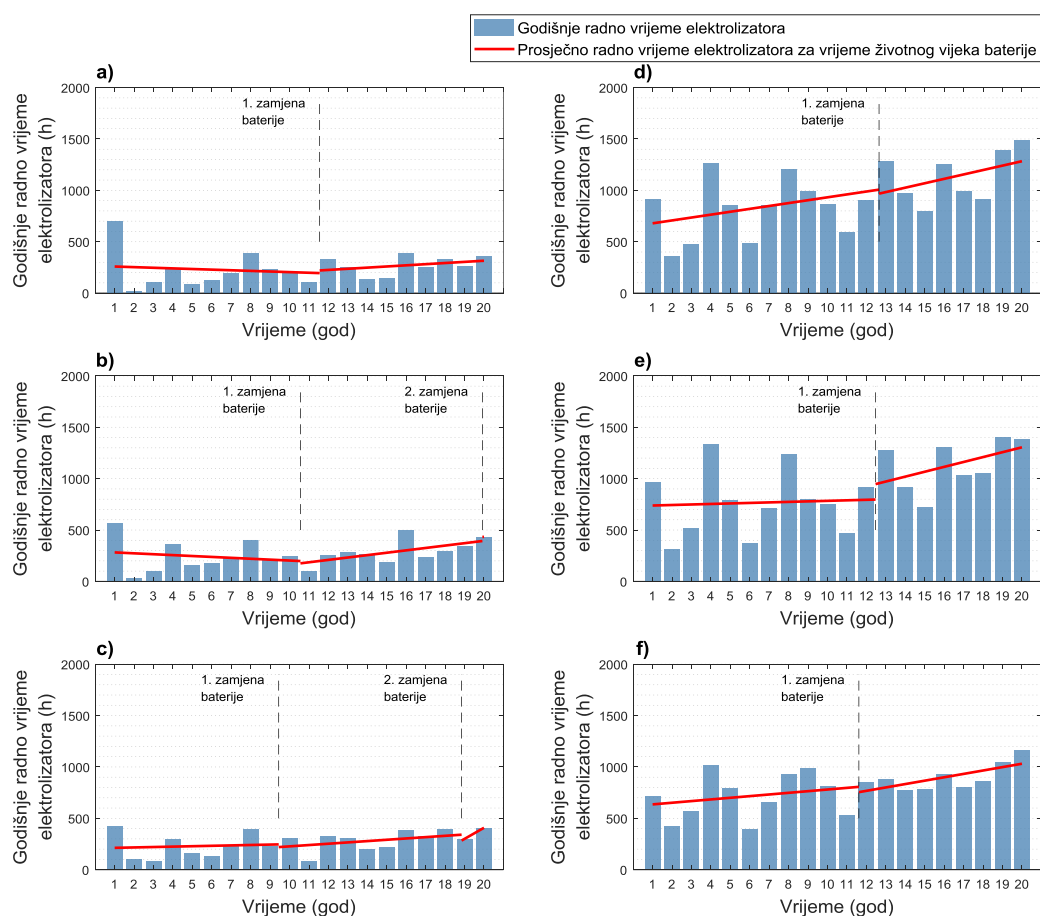 Godišnje radno vrijeme elektrolizatora
Prosječno radno vrijeme elektrolizatora za vrijeme životnog vijeka baterije
a)
Godišnje radno vrijeme
elektrolizatora (h)
2000
1500
1000
500
0
1. zamjena
baterije
1 2 3 4 5 6 7 8 9 10 11 12 13 14 15 16 17 18 19 20
Vrijeme (god)
d)
Godišnje radno vrijeme
elektrolizatora (h)
2000
1500
1000
500
0
1. zamjena
baterije
1 2 3 4 5 6 7 8 9 10 11 12 13 14 15 16 17 18 19 20
Vrijeme (god)
b)
Godišnje radno vrijeme
elektrolizatora (h)
2000
1500
1000
500
0
1. zamjena
baterije
2. zamjena
baterije
1 2 3 4 5 6 7 8 9 10 11 12 13 14 15 16 17 18 19 20
Vrijeme (god)
e)
Godišnje radno vrijeme
elektrolizatora (h)
2000
1500
1000
500
0
1. zamjena
baterije
1 2 3 4 5 6 7 8 9 10 11 12 13 14 15 16 17 18 19 20
Vrijeme (god)
c)
Godišnje radno vrijeme
elektrolizatora (h)
2000
1500
1000
500
0
1. zamjena
baterije
2. zamjena
baterije
1 2 3 4 5 6 7 8 9 10 11 12 13 14 15 16 17 18 19 20
Vrijeme (god)
f)
Godišnje radno vrijeme
elektrolizatora (h)
2000
1500
1000
500
0
1. zamjena
baterije
1 2 3 4 5 6 7 8 9 10 11 12 13 14 15 16 17 18 19 20
Vrijeme (god)